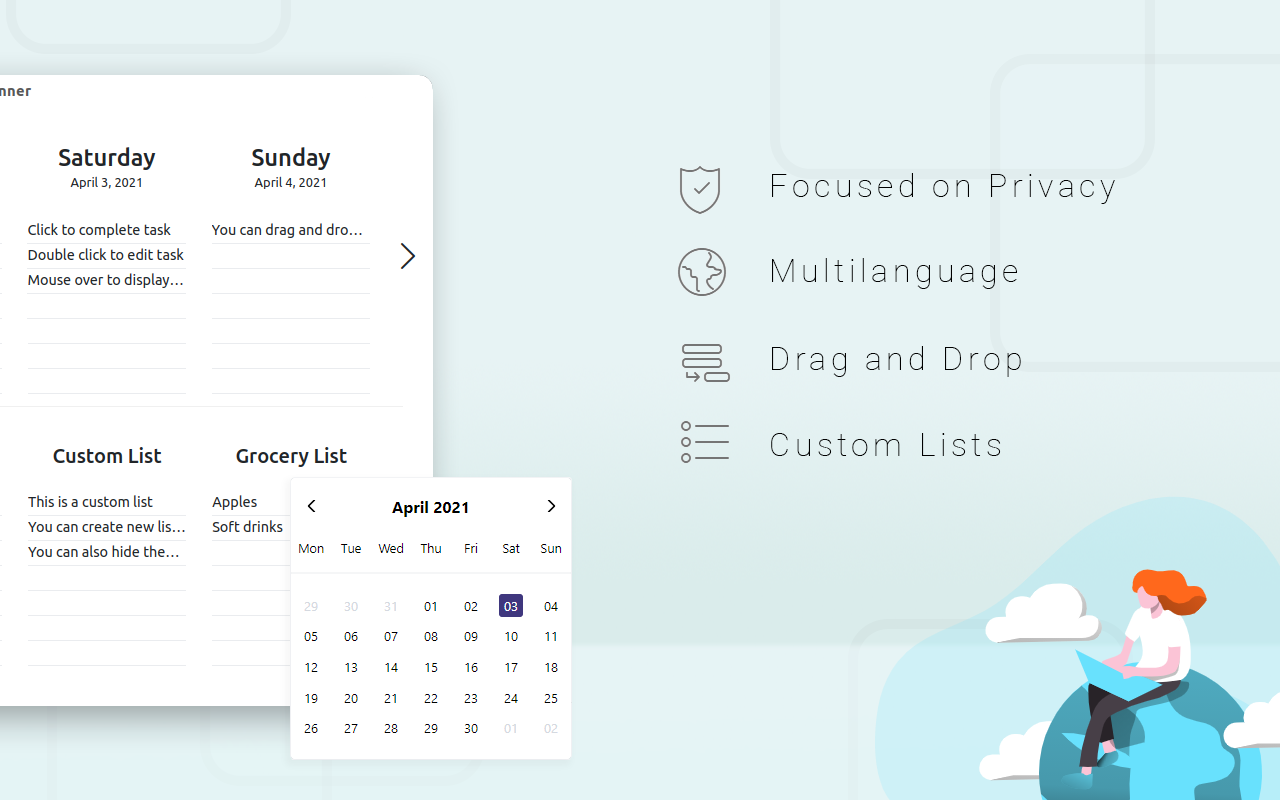 nner
Saturday
April 3, 2021
Click to complete task
Double click to edit task
Mouse over to display...
Sunday
April 4, 2021
You can drag and dro...
Custom List
This is a custom list
You can create new lis...
You can also hide the...
Grocery List
Apples
Soft drinks
April 2021
Mon Tue Wed Thu Fri Sat Sun
29 30 31 01 02 03 04
05 06 07 08 09 10 11
12 13 14 15 16 17 18
19 20 21 22 23 24 25
26 27 28 29 30 01 02
Focused on Privacy
Multilanguage
Drag and Drop
Custom Lists